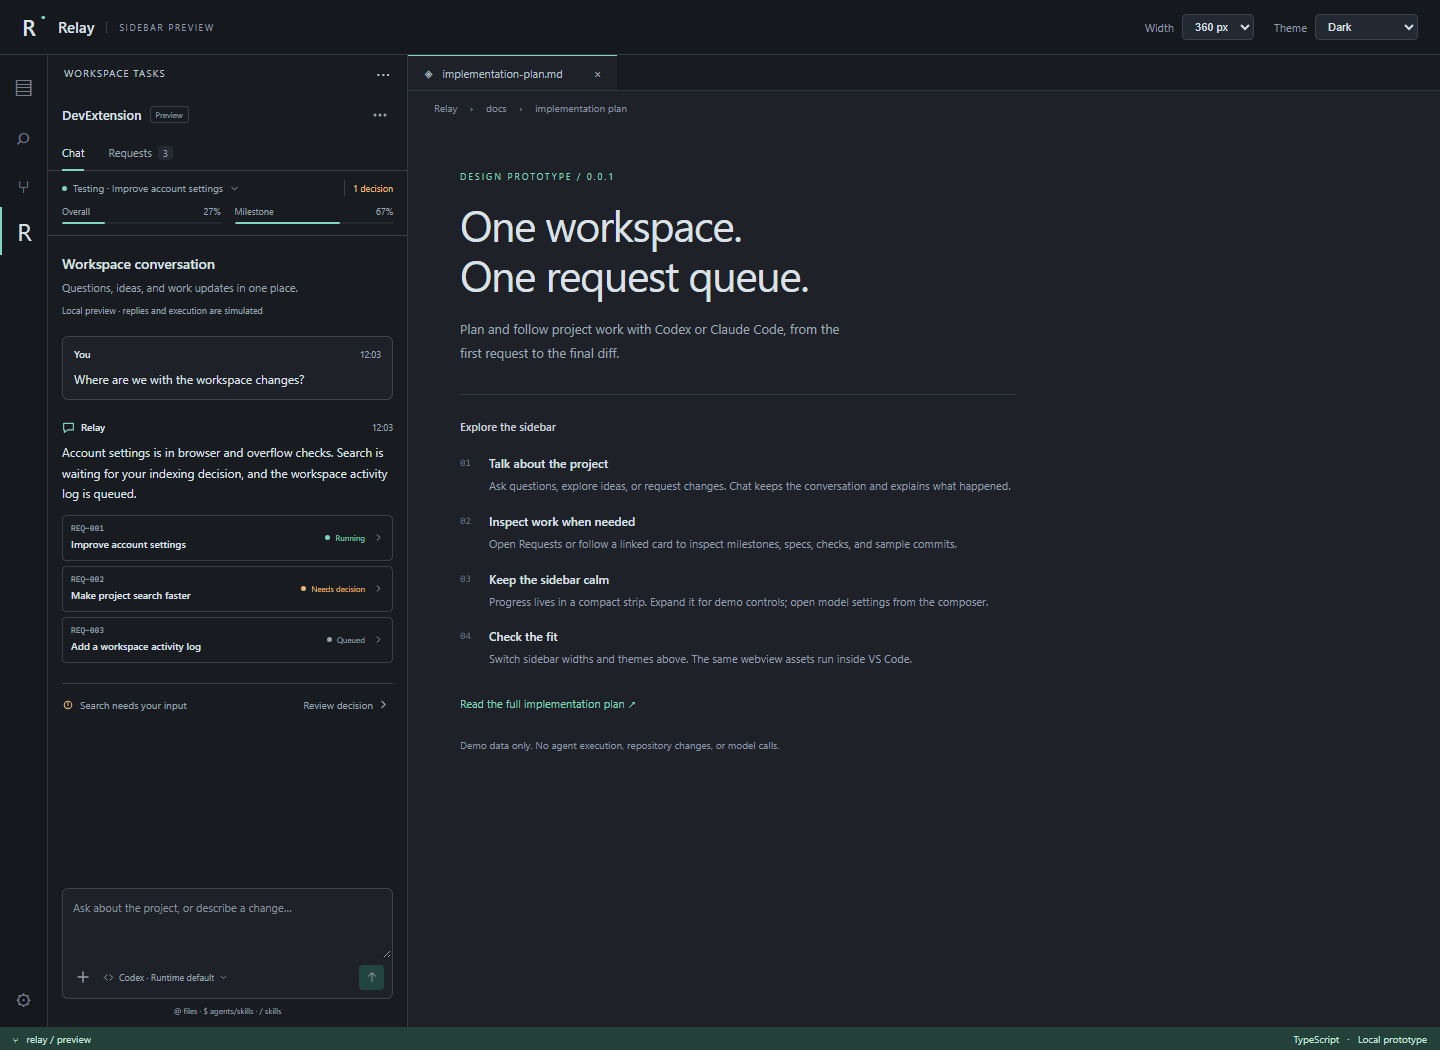 R Relay SIDEBAR PREVIEW Width 360 px Theme Dark
WORKSPACE TASKS
DevExtension Preview
Chat Requests 3
Testing · Improve account settings 1 decision
Overall 27% Milestone 67%
R
Workspace conversation
Questions, ideas, and work updates in one place.
Local preview · replies and execution are simulated
You 12:03
Where are we with the workspace changes?
Relay 12:03
Account settings is in browser and overflow checks. Search is
waiting for your indexing decision, and the workspace activity
log is queued.
REQ-001
Improve account settings Running
REQ-002
Make project search faster Needs decision
REQ-003
Add a workspace activity log Queued
Search needs your input Review decision
Ask about the project, or describe a change...
Codex · Runtime default
@ files · $ agents/skills · / skills
implementation-plan.md ×
Relay › docs › implementation plan
DESIGN PROTOTYPE / 0.0.1
One workspace.
One request queue.
Plan and follow project work with Codex or Claude Code, from the
first request to the final diff.
Explore the sidebar
01 Talk about the project
Ask questions, explore ideas, or request changes. Chat keeps the conversation and explains what happened.
02 Inspect work when needed
Open Requests or follow a linked card to inspect milestones, specs, checks, and sample commits.
03 Keep the sidebar calm
Progress lives in a compact strip. Expand it for demo controls; open model settings from the composer.
04 Check the fit
Switch sidebar widths and themes above. The same webview assets run inside VS Code.
Read the full implementation plan ↗
Demo data only. No agent execution, repository changes, or model calls.
relay / preview TypeScript · Local prototype